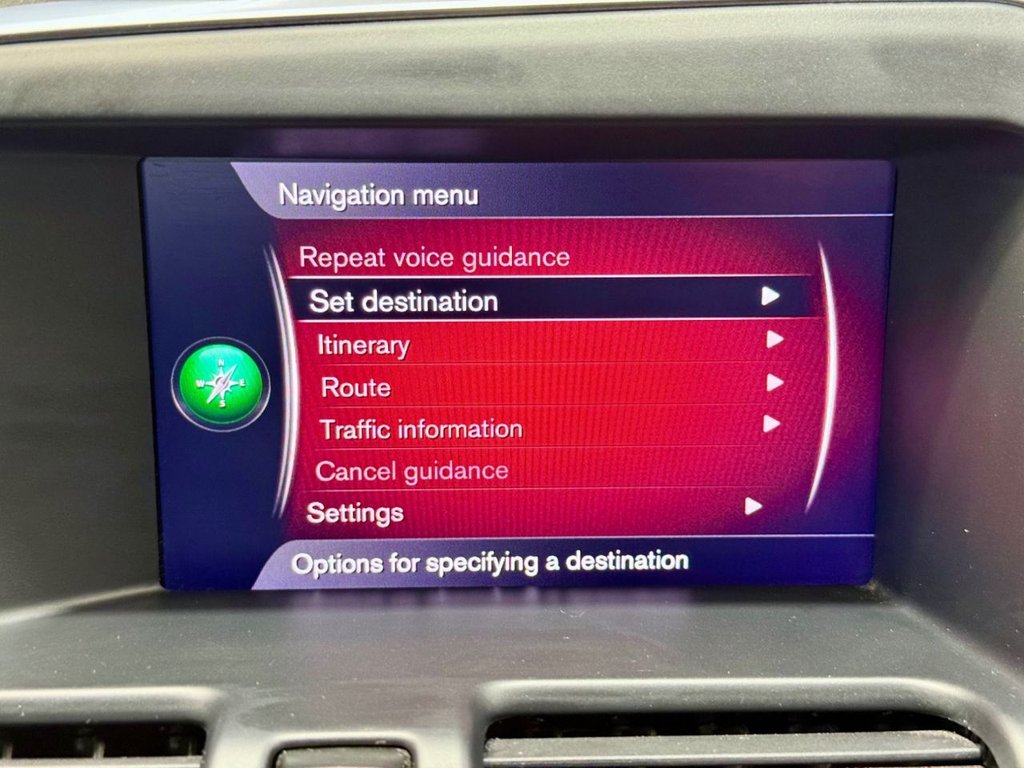 Navigation menu
Repeat voice guidance
Set destination
Itinerary
Route
Traffic information
Cancel guidance
Settings
Options for specifying a destination
N
W E
S